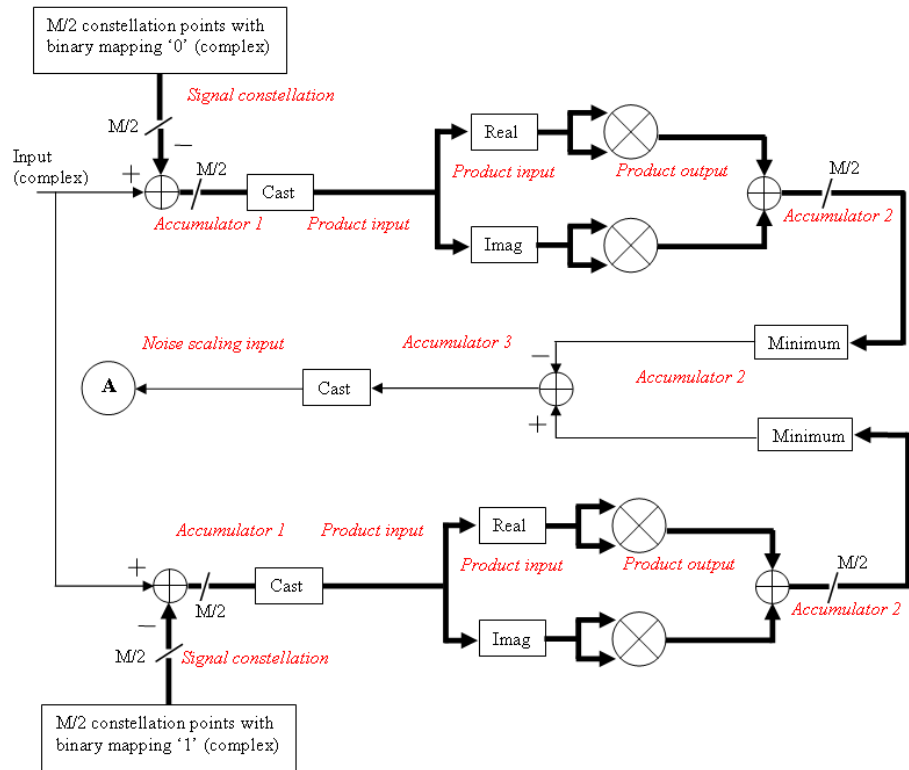 M/2 constellation points with
binary mapping ‘0’ (complex)
Signal constellation
M/2
−
Input
(complex)
+
M/2
Cast
Accumulator 1
Product input
Real
Product input
Product output
Imag
M/2
Accumulator 2
Noise scaling input
Accumulator 3
−
Minimum
A
Cast
Accumulator 2
+
Minimum
Accumulator 1
Product input
Real
Product input
Product output
+
M/2
Cast
M/2
Accumulator 2
−
Imag
M/2
Signal constellation
M/2 constellation points with
binary mapping ‘1’ (complex)